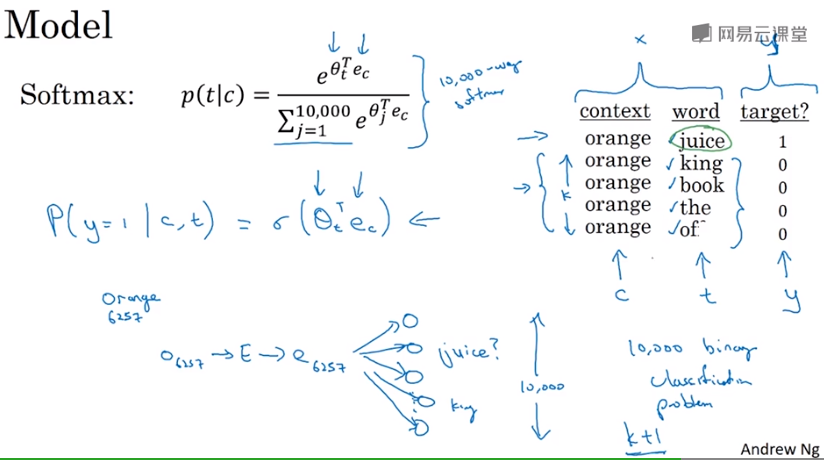 Model
网易云课堂
x
y
Softmax: p(t|c) = e^{θ_t^T e_c} / ∑_{j=1}^{10,000} e^{θ_j^T e_c}
10,000-way
softmax
context word target?
orange juice 1
orange king 0
orange book 0
orange the 0
orange of 0
k
c t y
P(y=1 | c, t) = σ(θ_t^T e_c)
Orange
6257
o_6257 → E → e_6257
juice?
king
10,000
10,000 binary
classification
problem
k+1
Andrew Ng